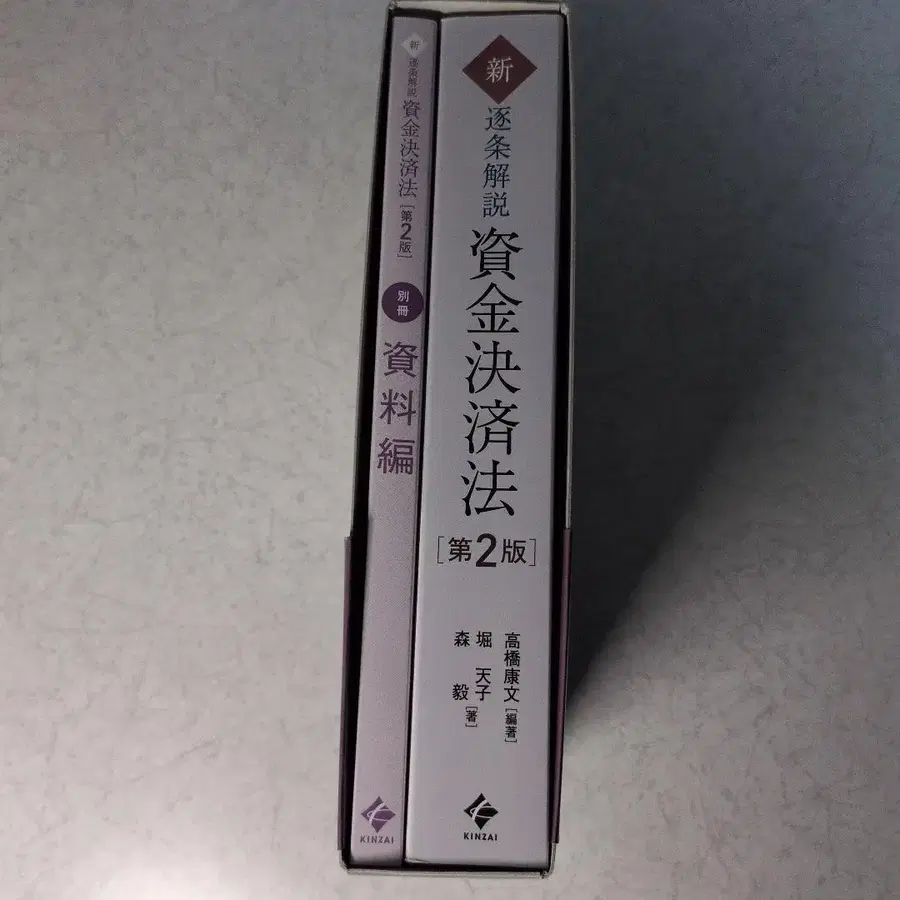 新
逐条解説
資金決済法
[第2版]
別冊
資料編
KINZAI
新
逐条解説
資金決済法
[第2版]
高橋康文[編著]
堀 天子
森 毅[著]
KINZAI